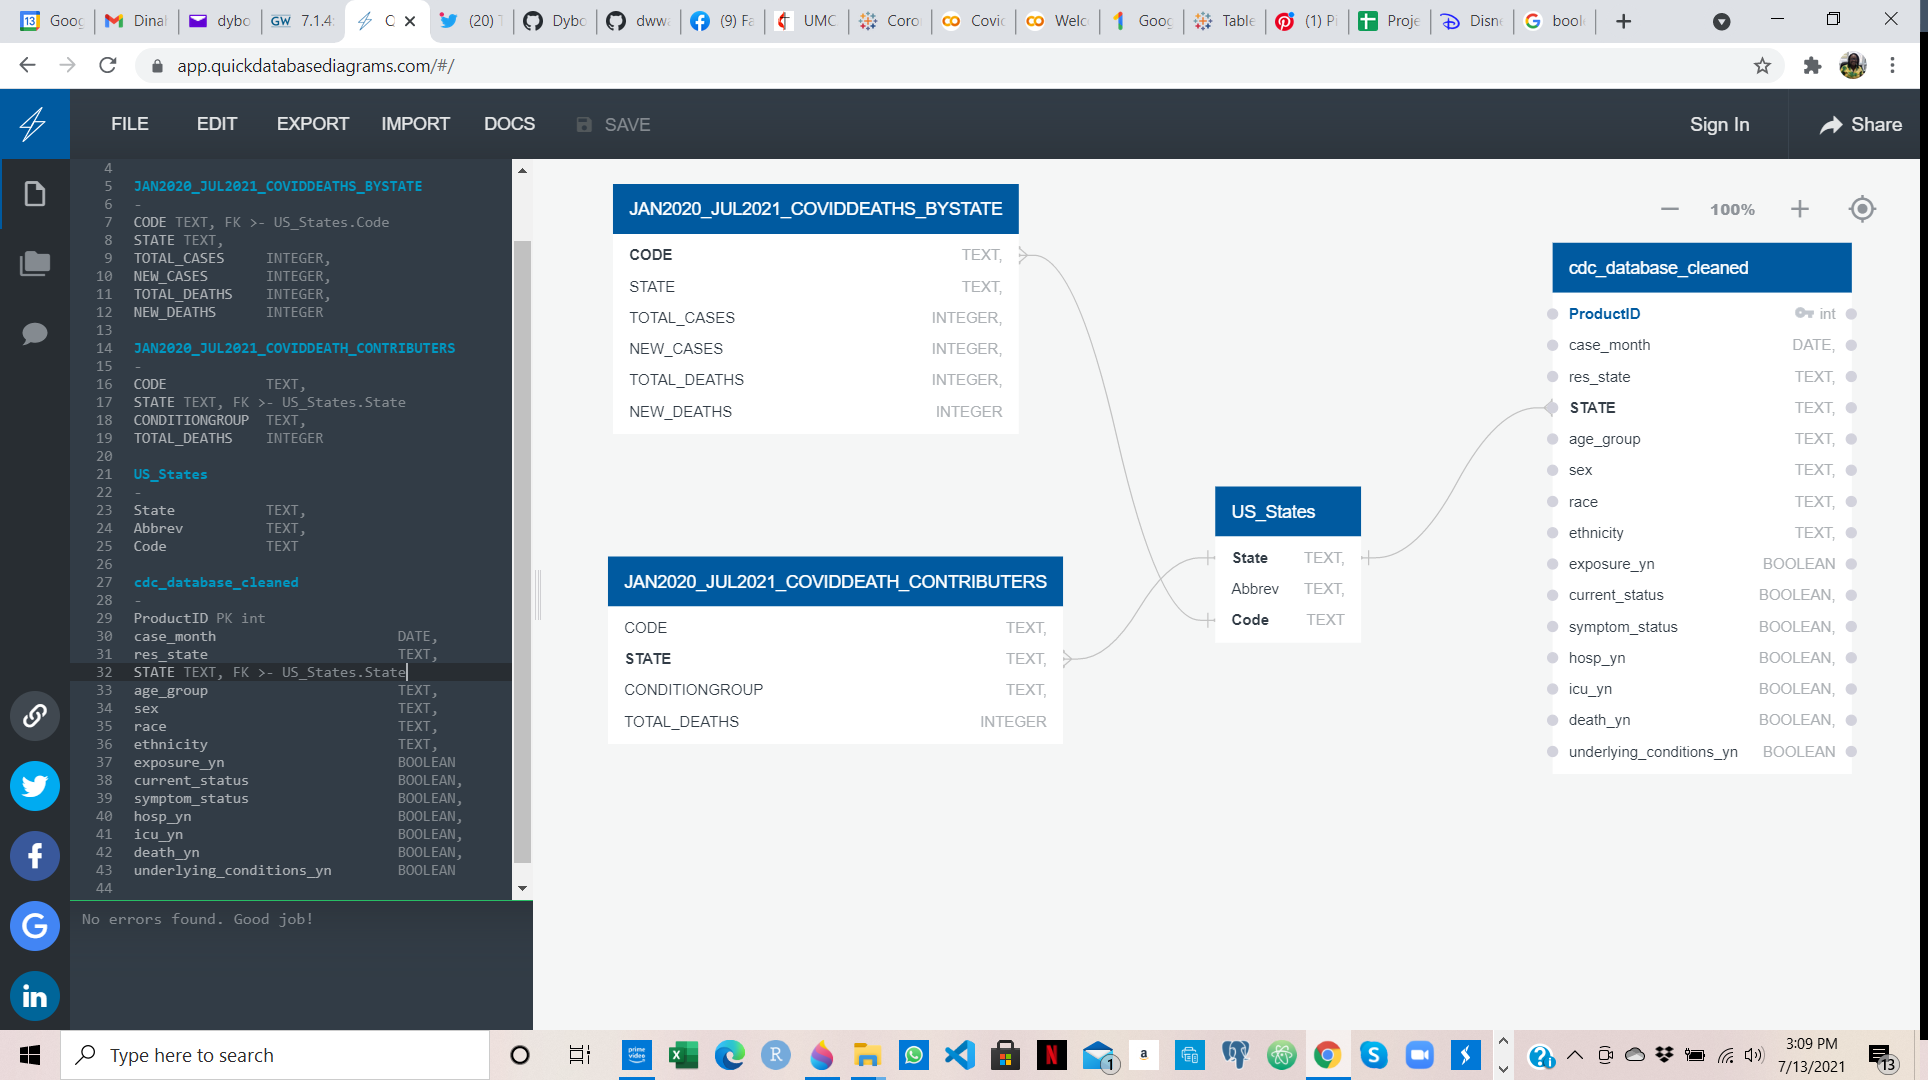 Goog
Dinal
dybo
GW 7.1.4:
Q
(20) T
Dybo
dwwa
(9) Fa
UMC
Coro
Covid
Welco
Goog
Table
(1) Pi
Proje
Disne
book
app.quickdatabasediagrams.com/#/
FILE EDIT EXPORT IMPORT DOCS SAVE
Sign In
Share
4
5 JAN2020_JUL2021_COVIDDEATHS_BYSTATE
6 -
7 CODE TEXT, FK >- US_States.Code
8 STATE TEXT,
9 TOTAL_CASES INTEGER,
10 NEW_CASES INTEGER,
11 TOTAL_DEATHS INTEGER,
12 NEW_DEATHS INTEGER
13
14 JAN2020_JUL2021_COVIDDEATH_CONTRIBUTERS
15 -
16 CODE TEXT,
17 STATE TEXT, FK >- US_States.State
18 CONDITIONGROUP TEXT,
19 TOTAL_DEATHS INTEGER
20
21 US_States
22 -
23 State TEXT,
24 Abbrev TEXT,
25 Code TEXT
26
27 cdc_database_cleaned
28 -
29 ProductID PK int
30 case_month DATE,
31 res_state TEXT,
32 STATE TEXT, FK >- US_States.State
33 age_group TEXT,
34 sex TEXT,
35 race TEXT,
36 ethnicity TEXT,
37 exposure_yn BOOLEAN
38 current_status BOOLEAN,
39 symptom_status BOOLEAN,
40 hosp_yn BOOLEAN,
41 icu_yn BOOLEAN,
42 death_yn BOOLEAN,
43 underlying_conditions_yn BOOLEAN
44
No errors found. Good job!
JAN2020_JUL2021_COVIDDEATHS_BYSTATE
CODE TEXT,
STATE TEXT,
TOTAL_CASES INTEGER,
NEW_CASES INTEGER,
TOTAL_DEATHS INTEGER,
NEW_DEATHS INTEGER
JAN2020_JUL2021_COVIDDEATH_CONTRIBUTERS
CODE TEXT,
STATE TEXT,
CONDITIONGROUP TEXT,
TOTAL_DEATHS INTEGER
US_States
State TEXT,
Abbrev TEXT,
Code TEXT
100%
cdc_database_cleaned
ProductID int
case_month DATE,
res_state TEXT,
STATE TEXT,
age_group TEXT,
sex TEXT,
race TEXT,
ethnicity TEXT,
exposure_yn BOOLEAN
current_status BOOLEAN,
symptom_status BOOLEAN,
hosp_yn BOOLEAN,
icu_yn BOOLEAN,
death_yn BOOLEAN,
underlying_conditions_yn BOOLEAN
Type here to search
prime video
1
3:09 PM
7/13/2021
13